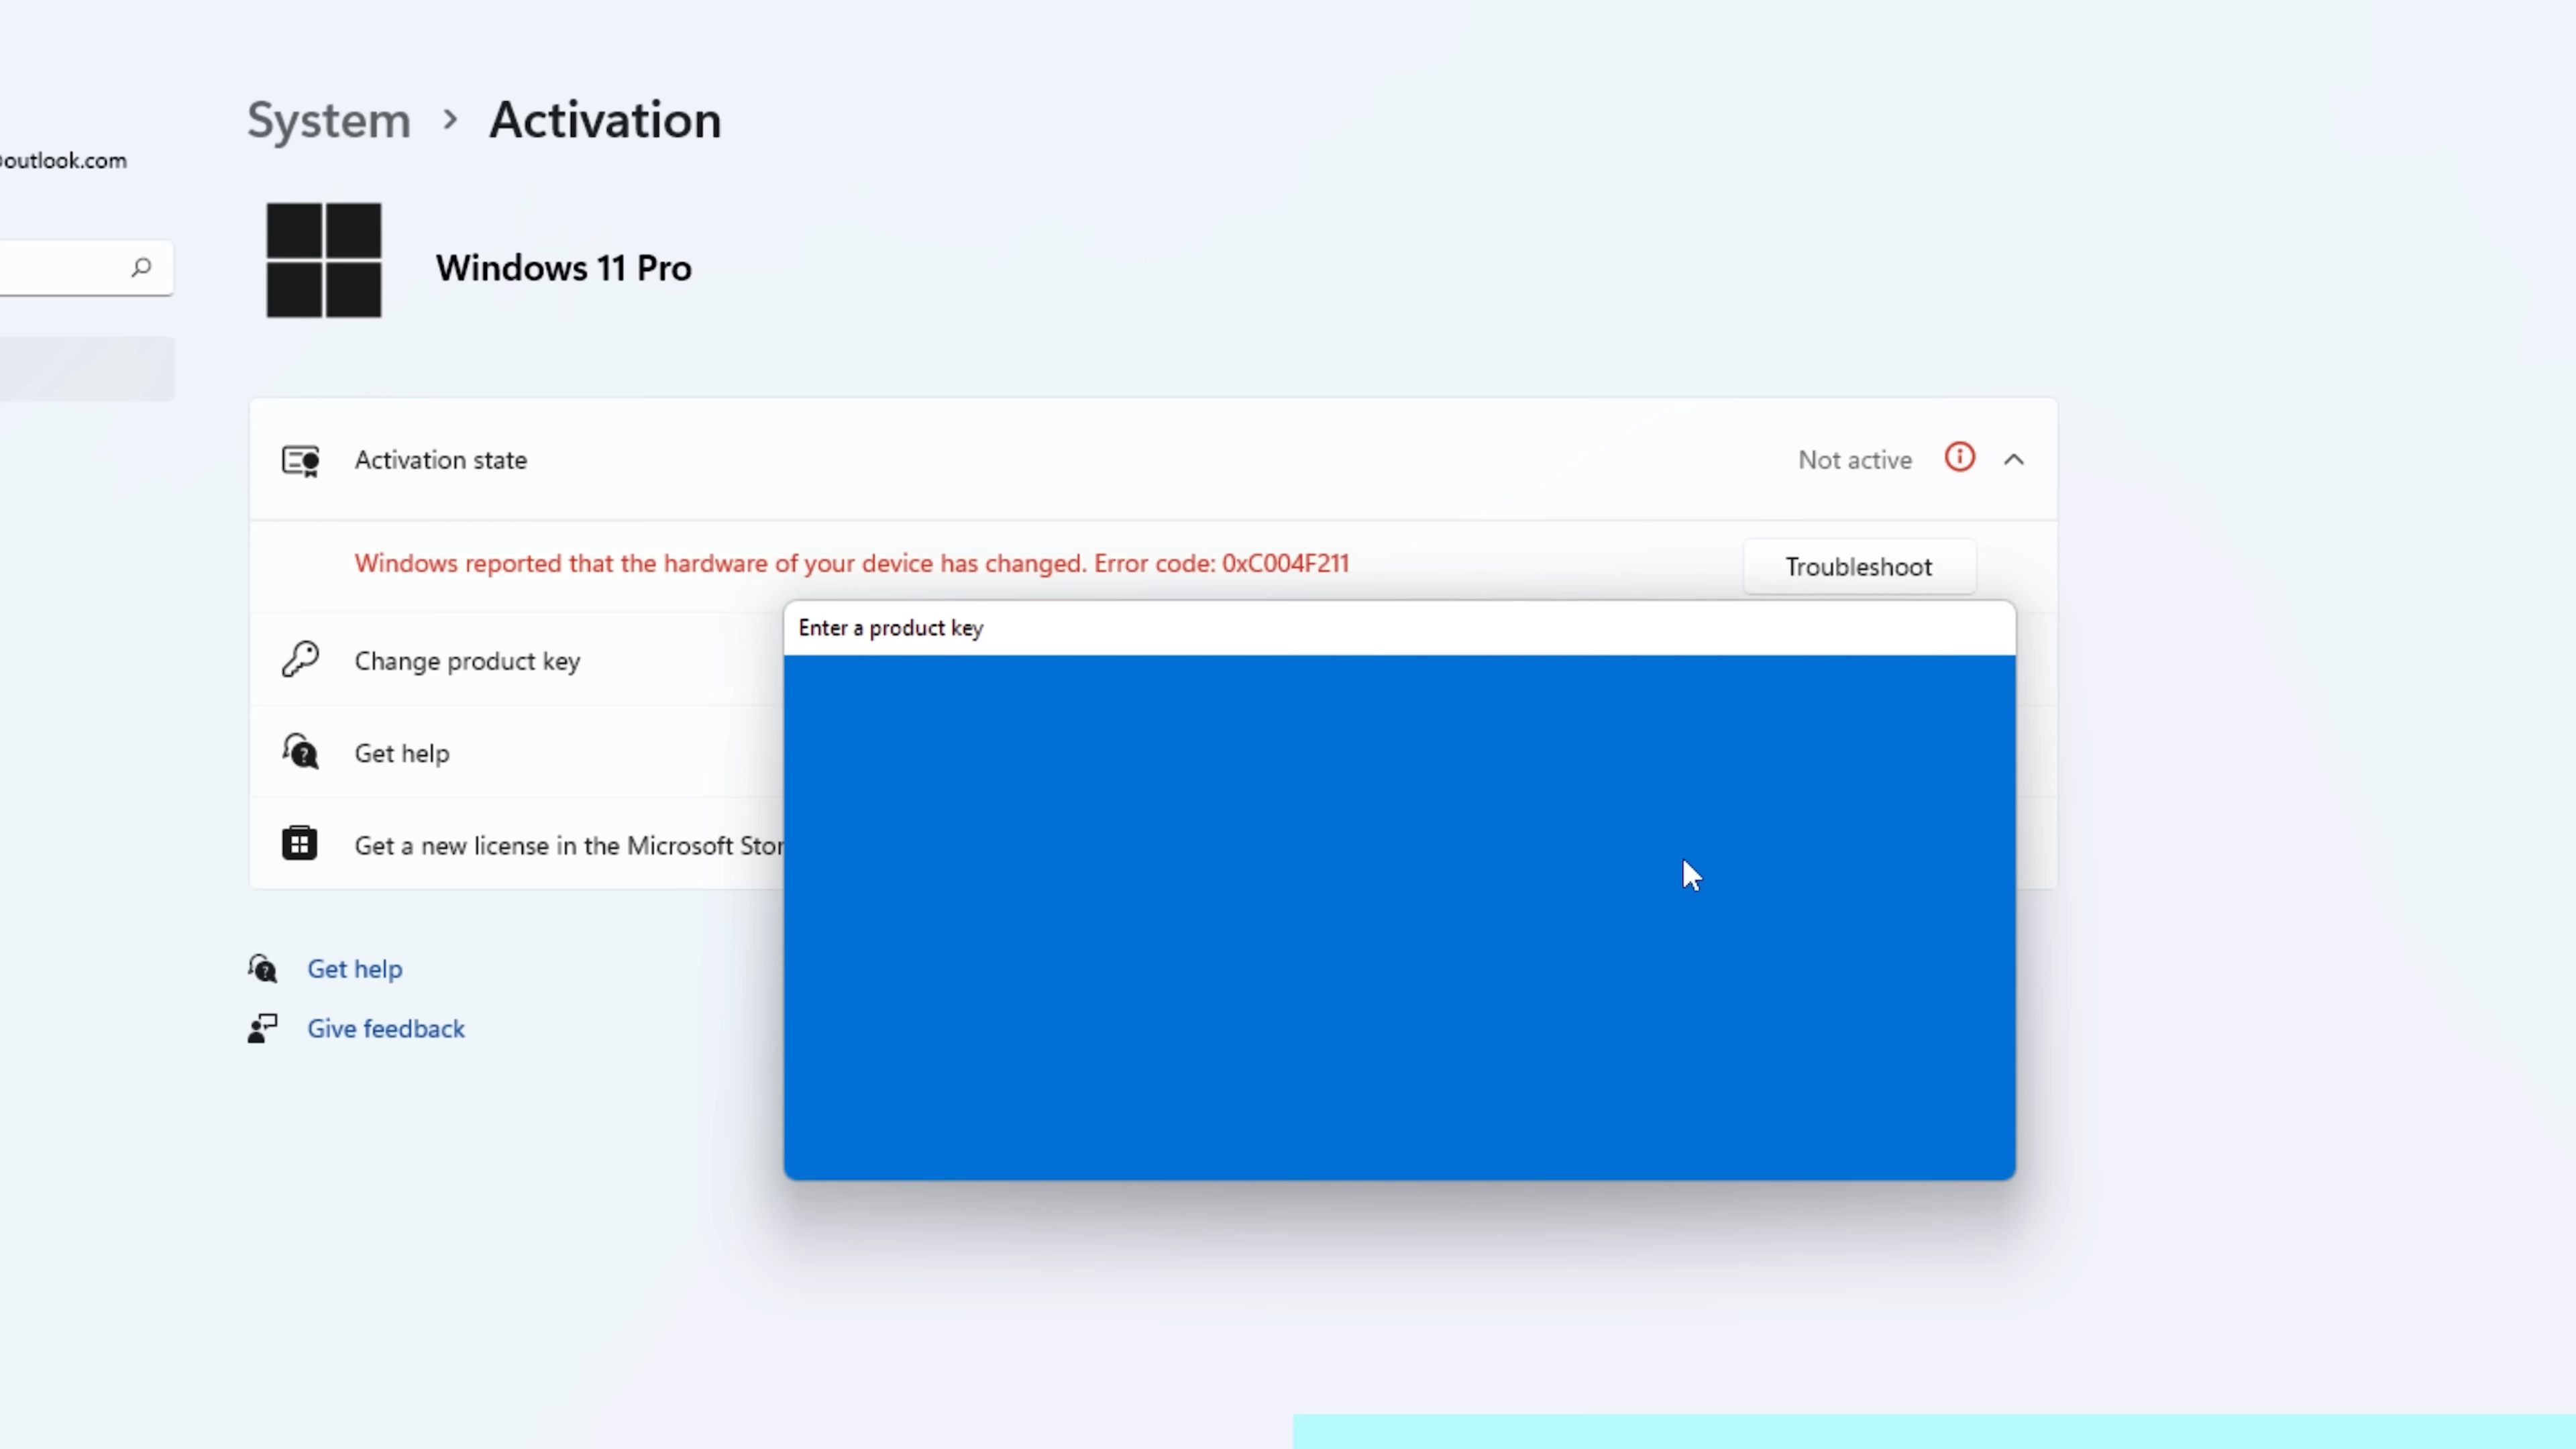 System > Activation
outlook.com
Windows 11 Pro
Activation state
Not active
Windows reported that the hardware of your device has changed. Error code: 0xC004F211
Troubleshoot
Enter a product key
Change product key
Get help
Get a new license in the Microsoft Stor
Get help
Give feedback